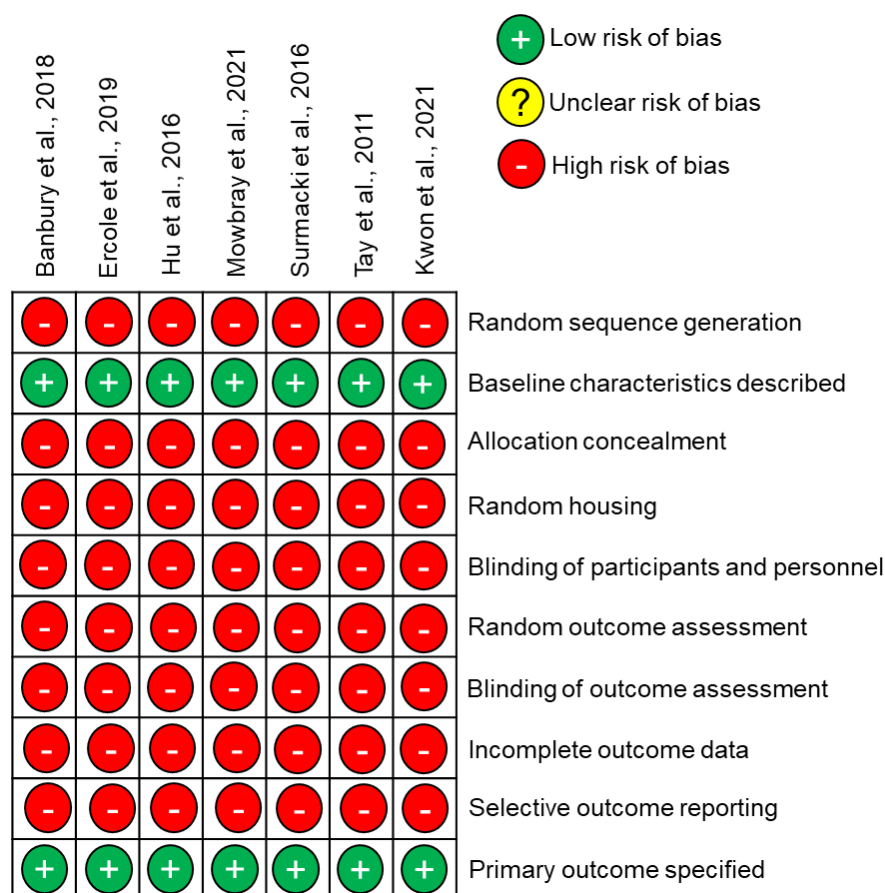 + Low risk of bias
? Unclear risk of bias
- High risk of bias
Banbury et al., 2018
Ercole et al., 2019
Hu et al., 2016
Mowbray et al., 2021
Surmacki et al., 2016
Tay et al., 2011
Kwon et al., 2021
- - - - - - - Random sequence generation
+ + + + + + + Baseline characteristics described
- - - - - - - Allocation concealment
- - - - - - - Random housing
- - - - - - - Blinding of participants and personnel
- - - - - - - Random outcome assessment
- - - - - - - Blinding of outcome assessment
- - - - - - - Incomplete outcome data
- - - - - - - Selective outcome reporting
+ + + + + + + Primary outcome specified